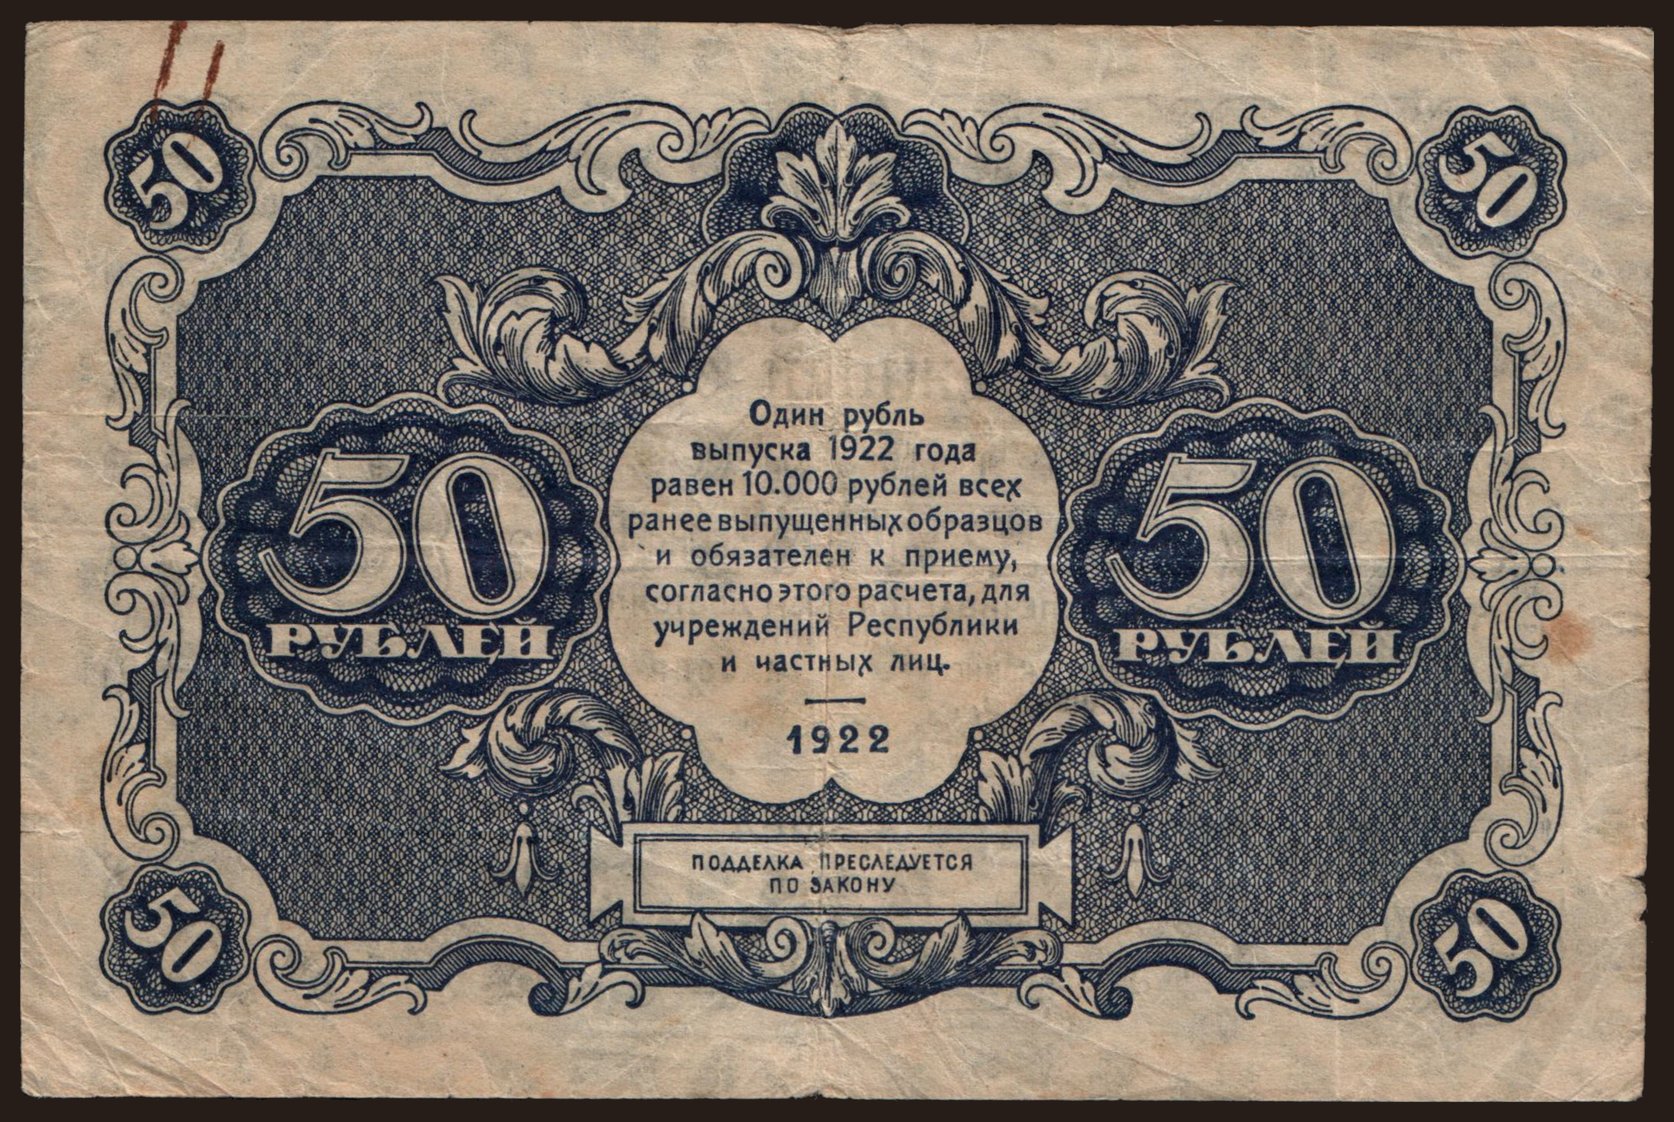 50
50
Один рубль
выпуска 1922 года
равен 10.000 рублей всех
ранее выпущенных образцов
и обязателен к приему,
согласно этого расчета, для
учреждений Республики
и частных лиц.
1922
50
РУБЛЕЙ
50
РУБЛЕЙ
ПОДДЕЛКА ПРЕСЛЕДУЕТСЯ
ПО ЗАКОНУ
50
50